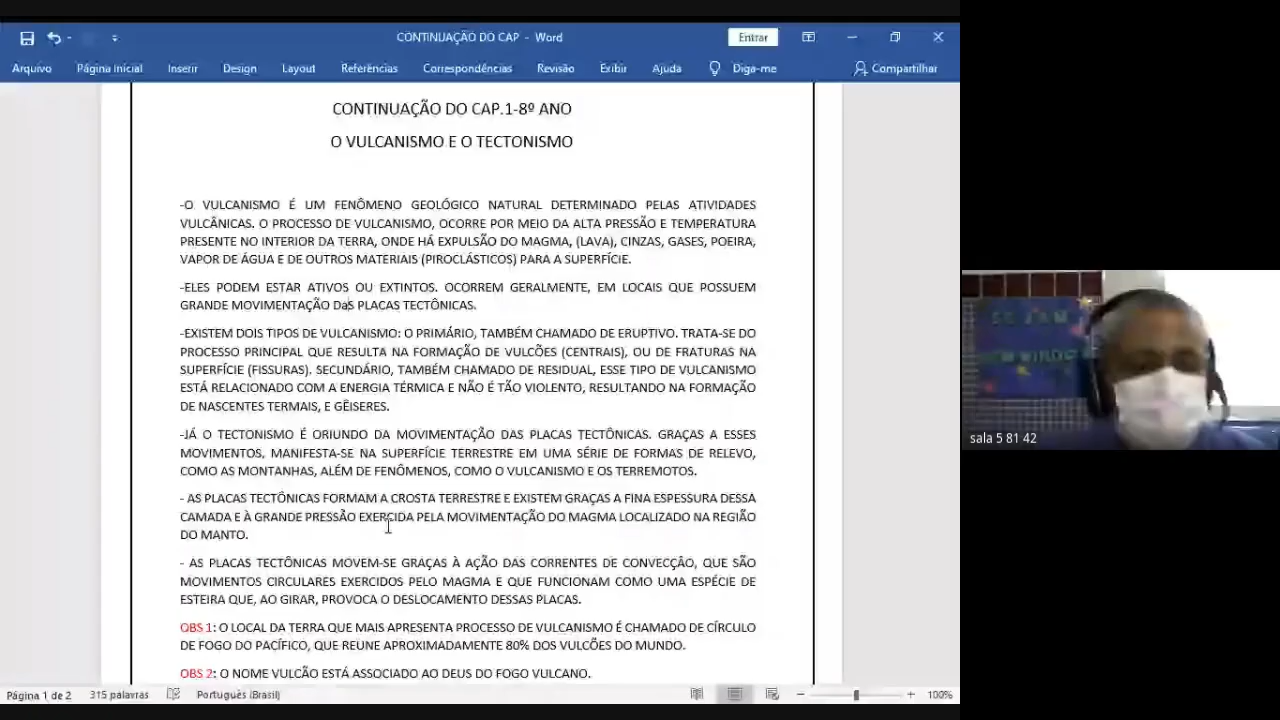 CONTINUAÇÃO DO CAP - Word
Entrar
Arquivo Página Inicial Inserir Design Layout Referências Correspondências Revisão Exibir Ajuda Diga-me Compartilhar
CONTINUAÇÃO DO CAP.1-8º ANO
O VULCANISMO E O TECTONISMO
-O VULCANISMO É UM FENÔMENO GEOLÓGICO NATURAL DETERMINADO PELAS ATIVIDADES
VULCÂNICAS. O PROCESSO DE VULCANISMO, OCORRE POR MEIO DA ALTA PRESSÃO E TEMPERATURA
PRESENTE NO INTERIOR DA TERRA, ONDE HÁ EXPULSÃO DO MAGMA, (LAVA), CINZAS, GASES, POEIRA,
VAPOR DE ÁGUA E DE OUTROS MATERIAIS (PIROCLÁSTICOS) PARA A SUPERFÍCIE.
-ELES PODEM ESTAR ATIVOS OU EXTINTOS. OCORREM GERALMENTE, EM LOCAIS QUE POSSUEM
GRANDE MOVIMENTAÇÃO DaS PLACAS TECTÔNICAS.
-EXISTEM DOIS TIPOS DE VULCANISMO: O PRIMÁRIO, TAMBÉM CHAMADO DE ERUPTIVO. TRATA-SE DO
PROCESSO PRINCIPAL QUE RESULTA NA FORMAÇÃO DE VULCÕES (CENTRAIS), OU DE FRATURAS NA
SUPERFÍCIE (FISSURAS). SECUNDÁRIO, TAMBÉM CHAMADO DE RESIDUAL, ESSE TIPO DE VULCANISMO
ESTÁ RELACIONADO COM A ENERGIA TÉRMICA E NÃO É TÃO VIOLENTO, RESULTANDO NA FORMAÇÃO
DE NASCENTES TERMAIS, E GÊISERES.
-JÁ O TECTONISMO É ORIUNDO DA MOVIMENTAÇÃO DAS PLACAS TECTÔNICAS. GRAÇAS A ESSES
MOVIMENTOS, MANIFESTA-SE NA SUPERFÍCIE TERRESTRE EM UMA SÉRIE DE FORMAS DE RELEVO,
COMO AS MONTANHAS, ALÉM DE FENÔMENOS, COMO O VULCANISMO E OS TERREMOTOS.
- AS PLACAS TECTÔNICAS FORMAM A CROSTA TERRESTRE E EXISTEM GRAÇAS A FINA ESPESSURA DESSA
CAMADA E À GRANDE PRESSÃO EXERCIDA PELA MOVIMENTAÇÃO DO MAGMA LOCALIZADO NA REGIÃO
DO MANTO.
- AS PLACAS TECTÔNICAS MOVEM-SE GRAÇAS À AÇÃO DAS CORRENTES DE CONVECÇÃO, QUE SÃO
MOVIMENTOS CIRCULARES EXERCIDOS PELO MAGMA E QUE FUNCIONAM COMO UMA ESPÉCIE DE
ESTEIRA QUE, AO GIRAR, PROVOCA O DESLOCAMENTO DESSAS PLACAS.
OBS 1: O LOCAL DA TERRA QUE MAIS APRESENTA PROCESSO DE VULCANISMO É CHAMADO DE CÍRCULO
DE FOGO DO PACÍFICO, QUE REUNE APROXIMADAMENTE 80% DOS VULCÕES DO MUNDO.
OBS 2: O NOME VULCÃO ESTÁ ASSOCIADO AO DEUS DO FOGO VULCANO.
Página 1 de 2 315 palavras Português (Brasil) 100%
sala 5 81 42